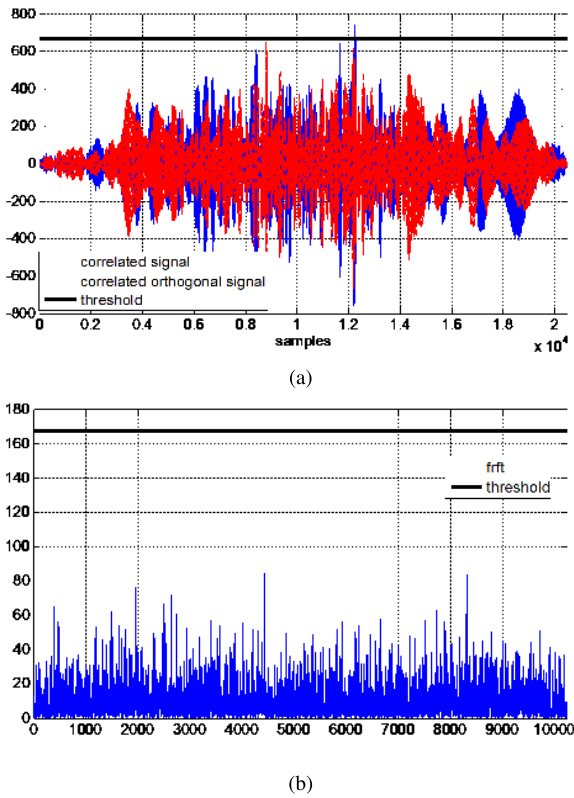 800
600
400
200
0
-200
-400
-600
-800
correlated signal
correlated orthogonal signal
threshold
0 0.2 0.4 0.6 0.8 1 1.2 1.4 1.6 1.8 2
samples
x 10⁴
(a)
180
160
140
120
100
80
60
40
20
0
frft
threshold
0 1000 2000 3000 4000 5000 6000 7000 8000 9000 10000
(b)